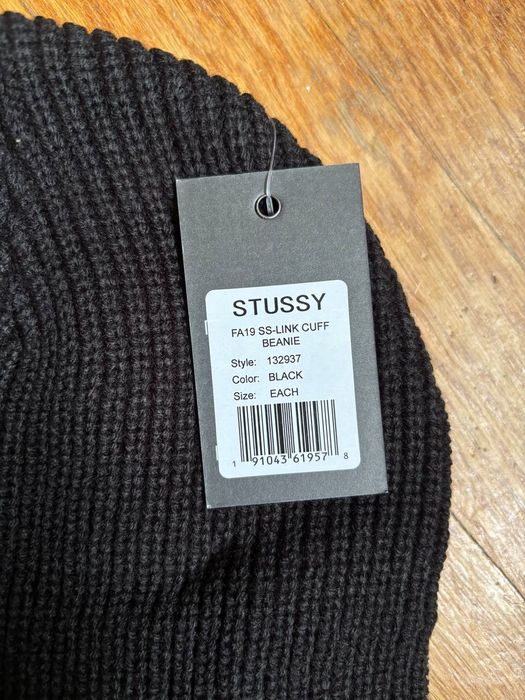 STUSSY
FA19 SS-LINK CUFF
BEANIE
Style: 132937
Color: BLACK
Size: EACH
1 91043 61957 8